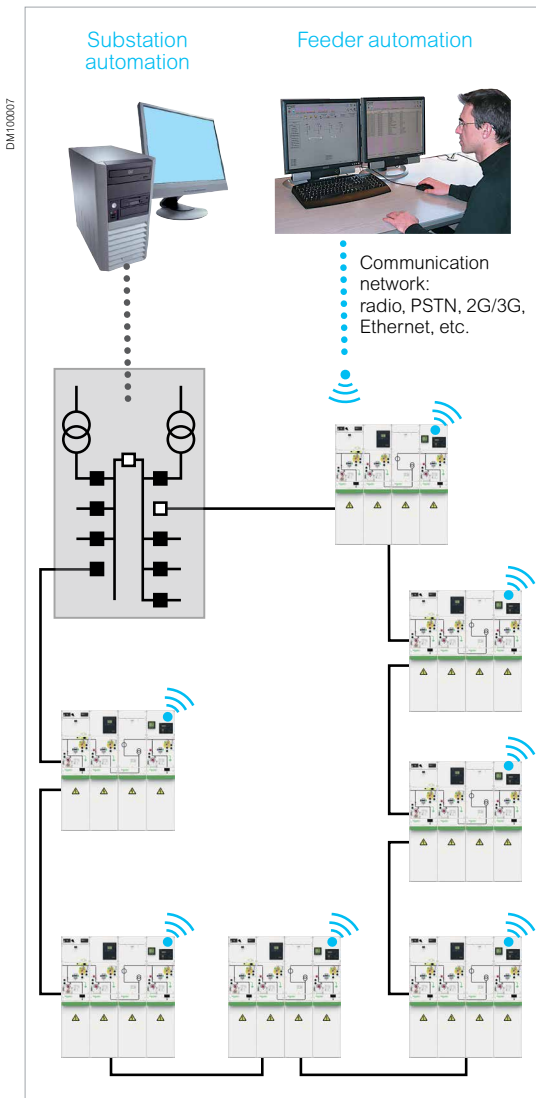 DM100007
Substation
automation
Feeder automation
Communication
network:
radio, PSTN, 2G/3G,
Ethernet, etc.